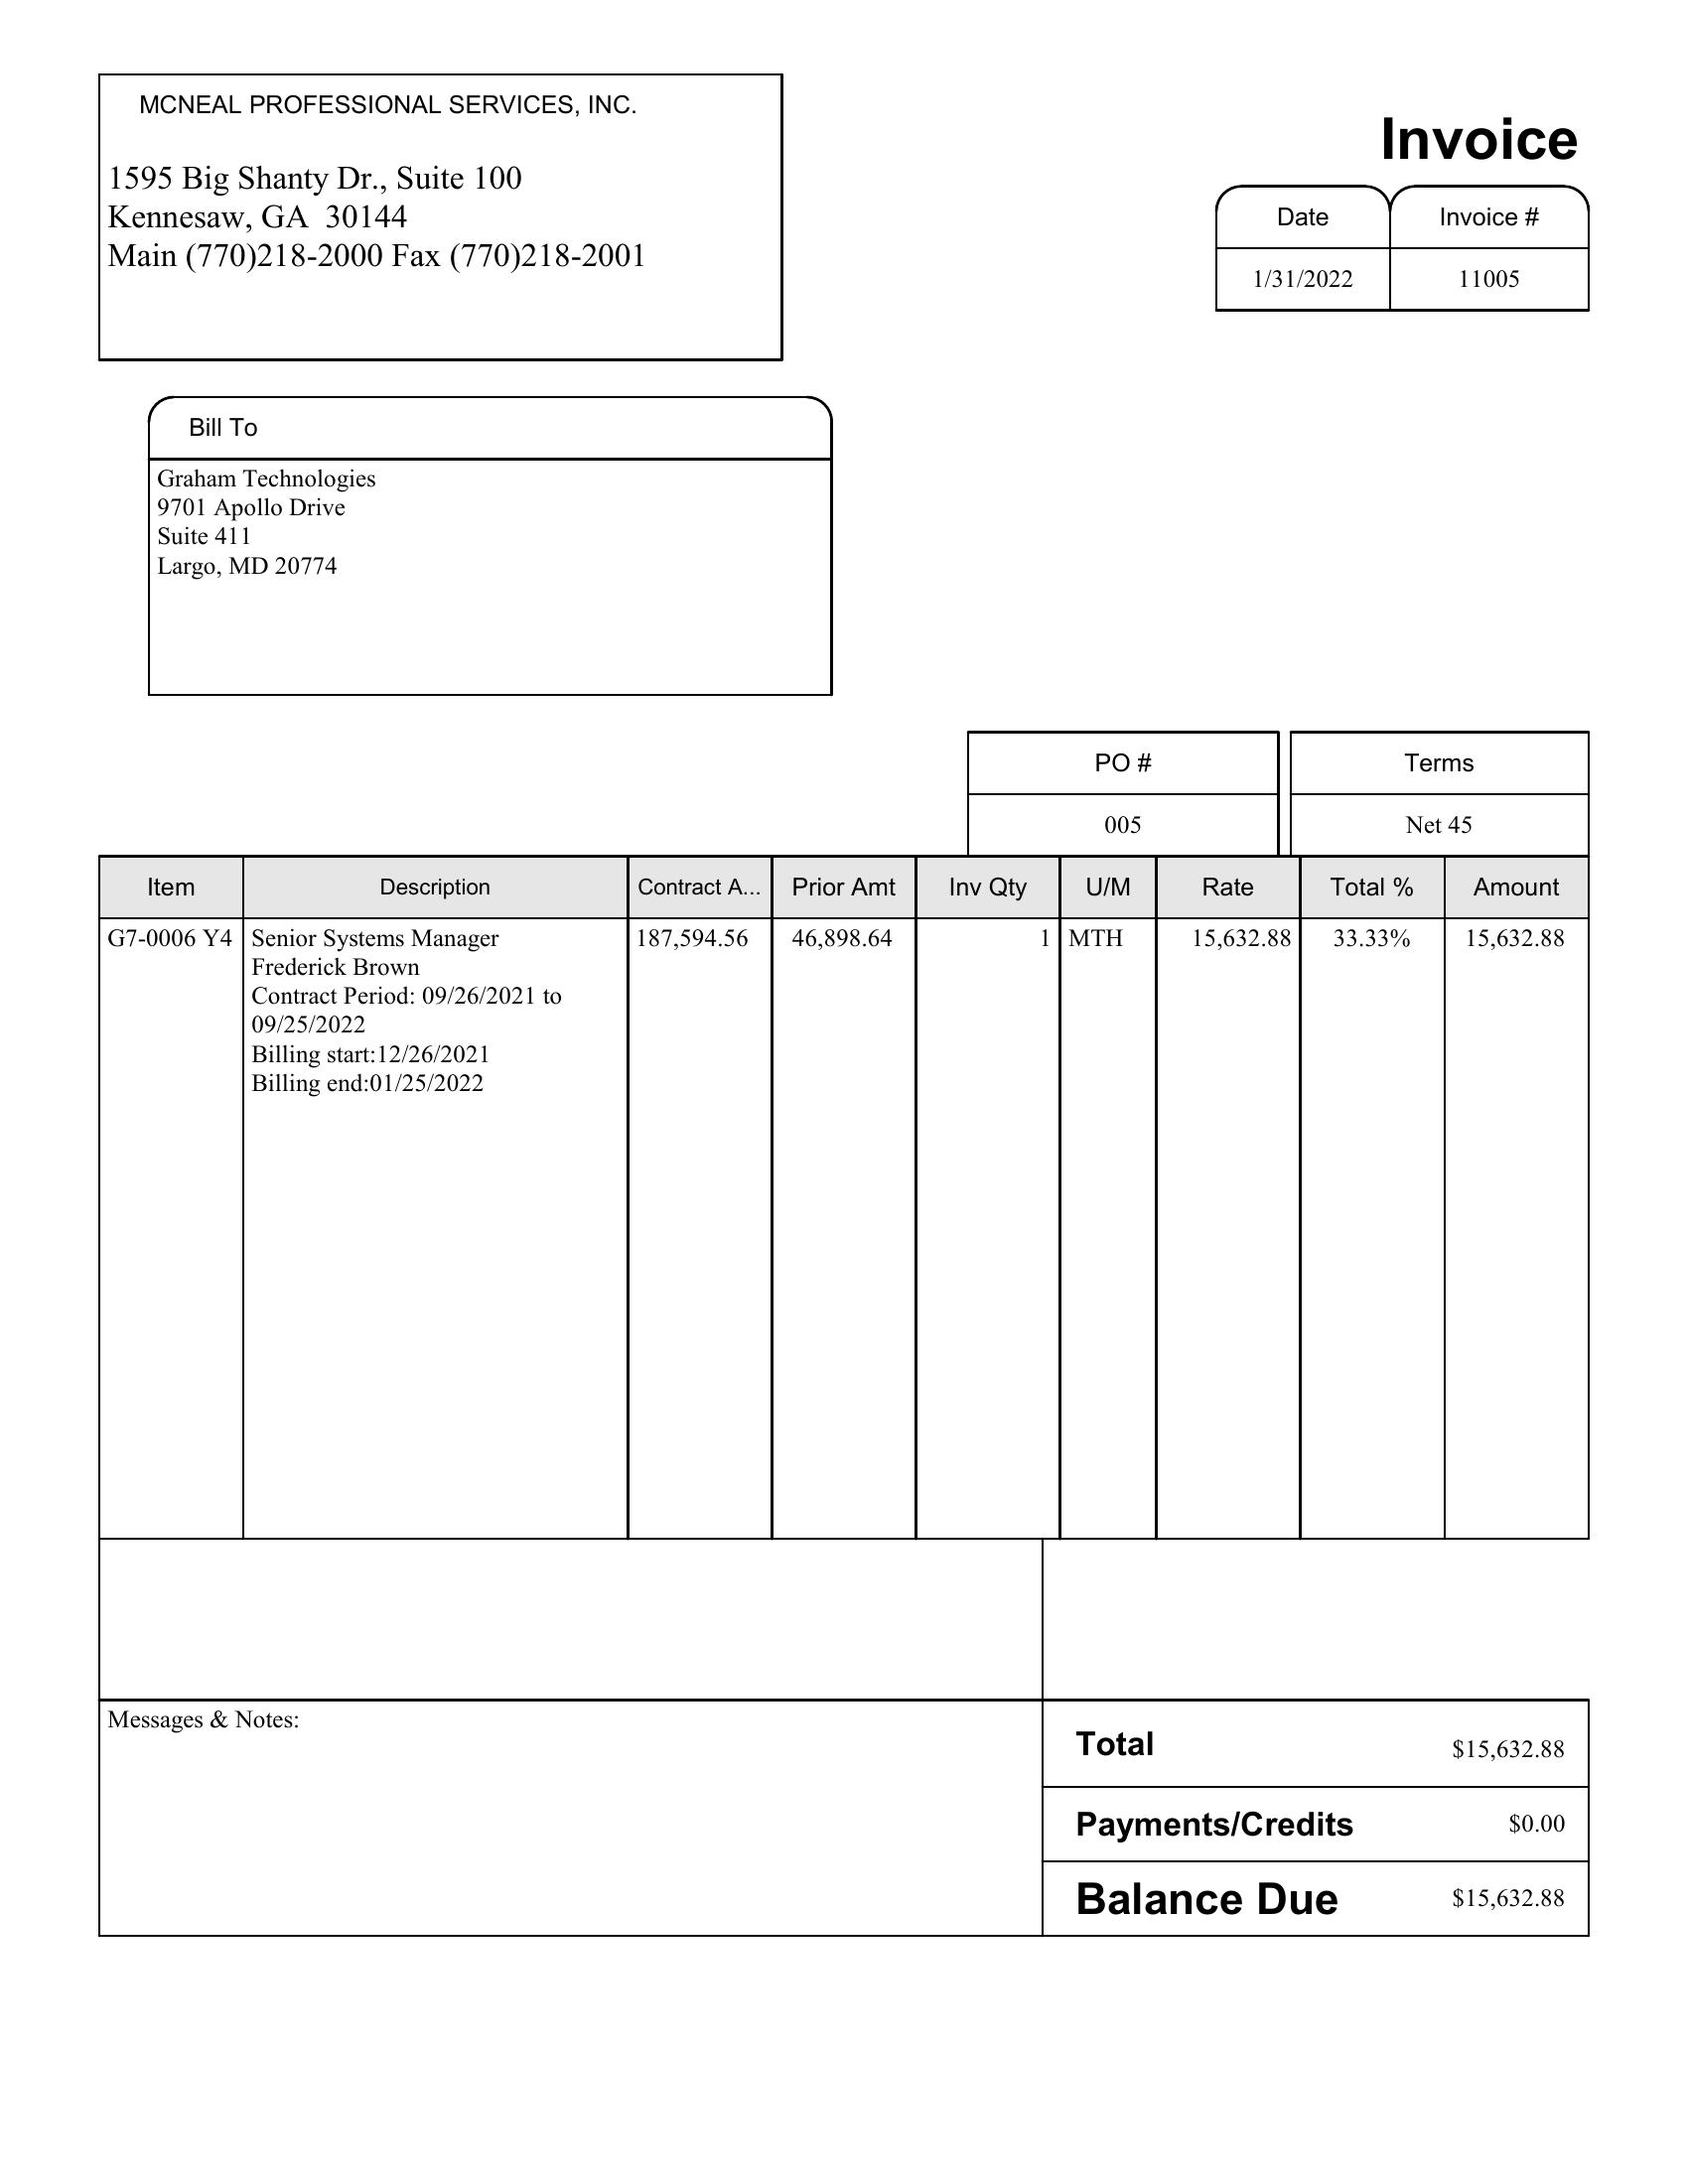 MCNEAL PROFESSIONAL SERVICES, INC.
1595 Big Shanty Dr., Suite 100
Kennesaw, GA  30144
Main (770)218-2000 Fax (770)218-2001
Invoice
Date Invoice #
1/31/2022 11005
Bill To
Graham Technologies
9701 Apollo Drive
Suite 411
Largo, MD 20774
PO # Terms
005 Net 45
Item Description Contract A... Prior Amt Inv Qty U/M Rate Total % Amount
G7-0006 Y4 Senior Systems Manager 187,594.56 46,898.64 1 MTH 15,632.88 33.33% 15,632.88
Frederick Brown
Contract Period: 09/26/2021 to
09/25/2022
Billing start:12/26/2021
Billing end:01/25/2022
Messages & Notes:
Total $15,632.88
Payments/Credits $0.00
Balance Due $15,632.88